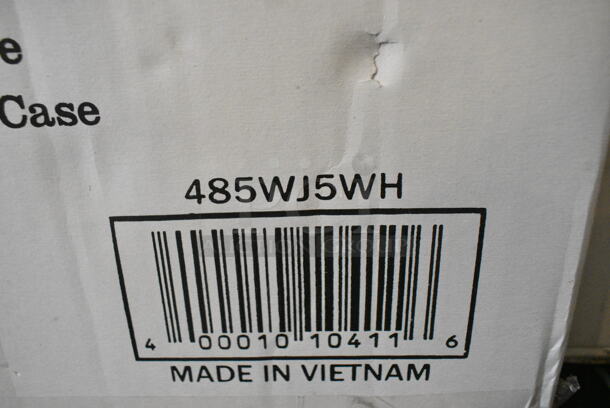 e
Case
485WJ5WH
4 00010 10411 6
MADE IN VIETNAM